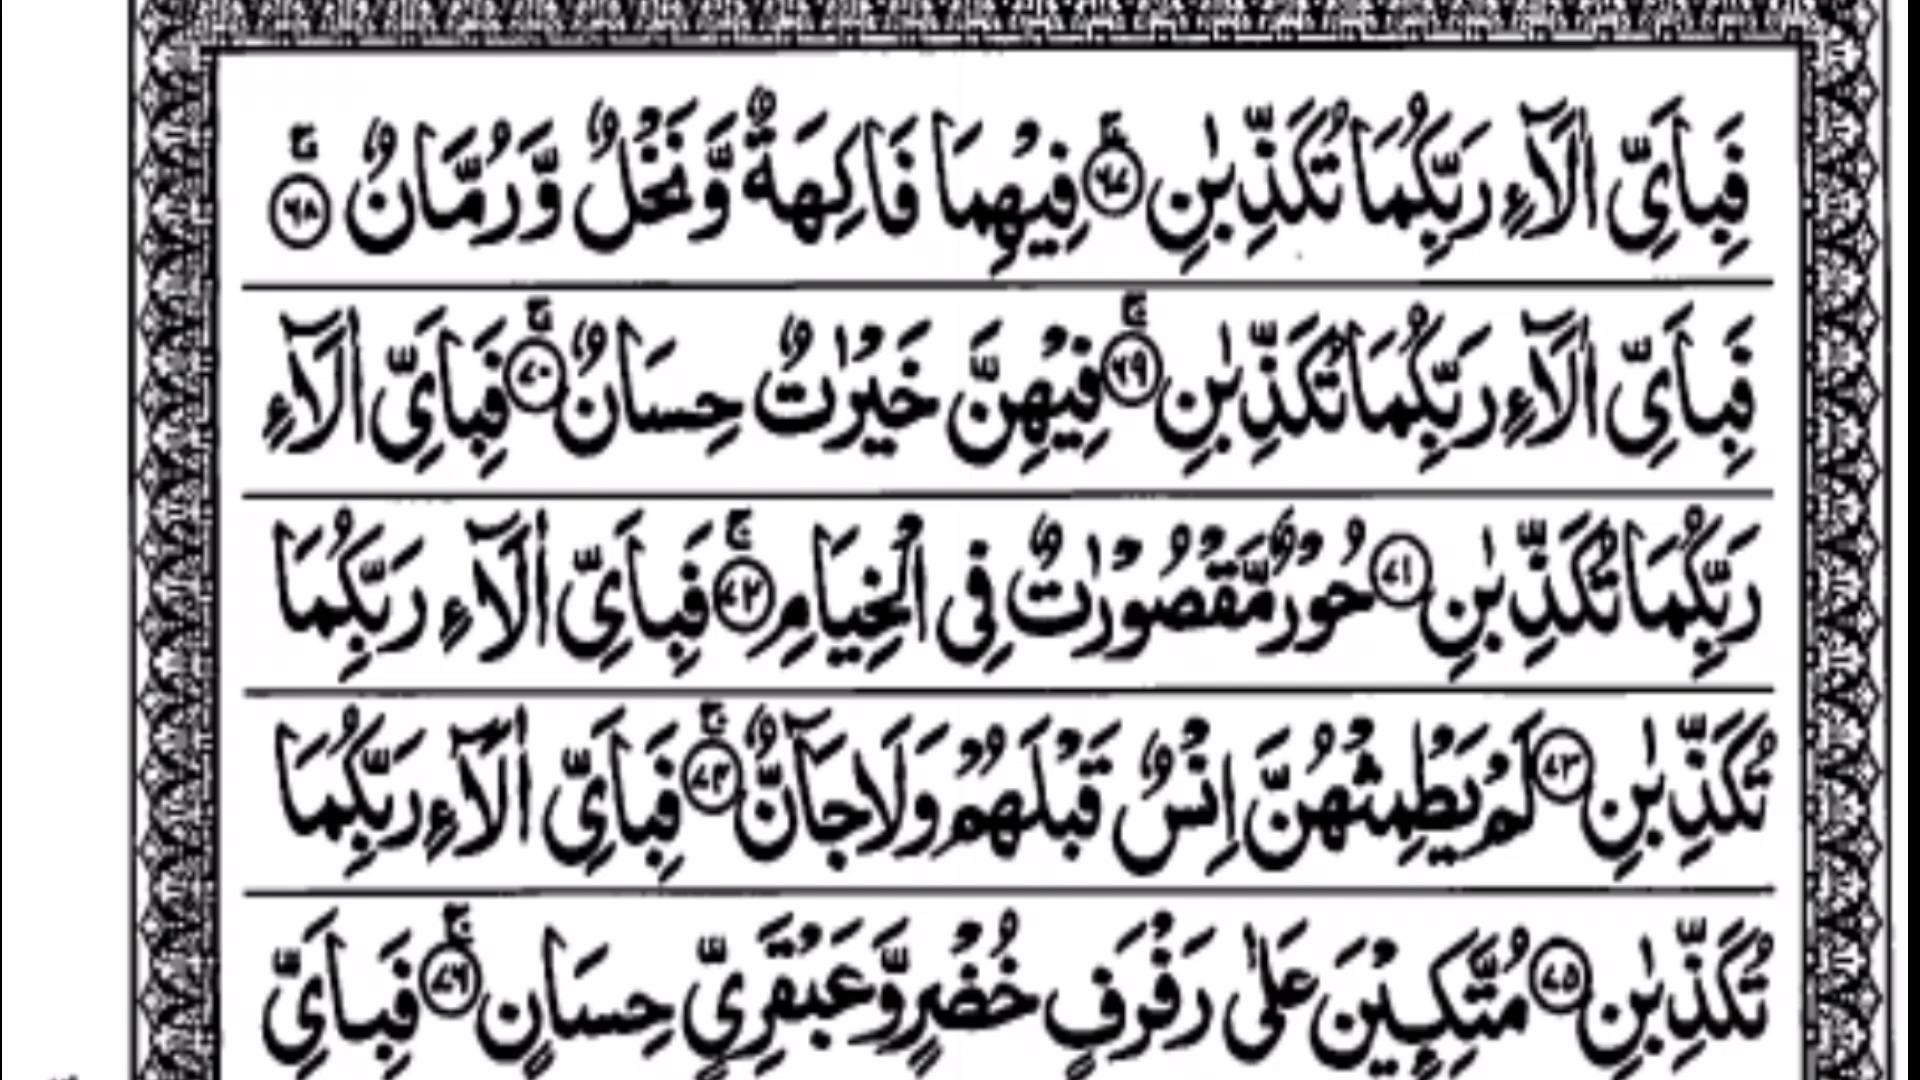 فَبِاَىِّ اٰلَآءِ رَبِّكُمَا تُكَذِّبٰنِ ﴿۶۷﴾ فِيْهِمَا فَاكِهَةٌ وَّنَخْلٌ وَّرُمَّانٌ ۚ ﴿۶۸﴾
فَبِاَىِّ اٰلَآءِ رَبِّكُمَا تُكَذِّبٰنِ ۚ ﴿۶۹﴾ فِيْهِنَّ خَيْرٰتٌ حِسَانٌ ۚ ﴿۷۰﴾ فَبِاَىِّ اٰلَآءِ
رَبِّكُمَا تُكَذِّبٰنِ ﴿۷۱﴾ حُوْرٌ مَّقْصُوْرٰتٌ فِى الْخِيَامِ ۚ ﴿۷۲﴾ فَبِاَىِّ اٰلَآءِ رَبِّكُمَا
تُكَذِّبٰنِ ﴿۷۳﴾ لَمْ يَطْمِثْهُنَّ اِنْسٌ قَبْلَهُمْ وَلَا جَآنٌّ ۚ ﴿۷۴﴾ فَبِاَىِّ اٰلَآءِ رَبِّكُمَا
تُكَذِّبٰنِ ﴿۷۵﴾ مُتَّكِـِٕيْنَ عَلٰى رَفْرَفٍ خُضْرٍ وَّعَبْقَرِىٍّ حِسَانٍ ۚ ﴿۷۶﴾ فَبِاَىِّ